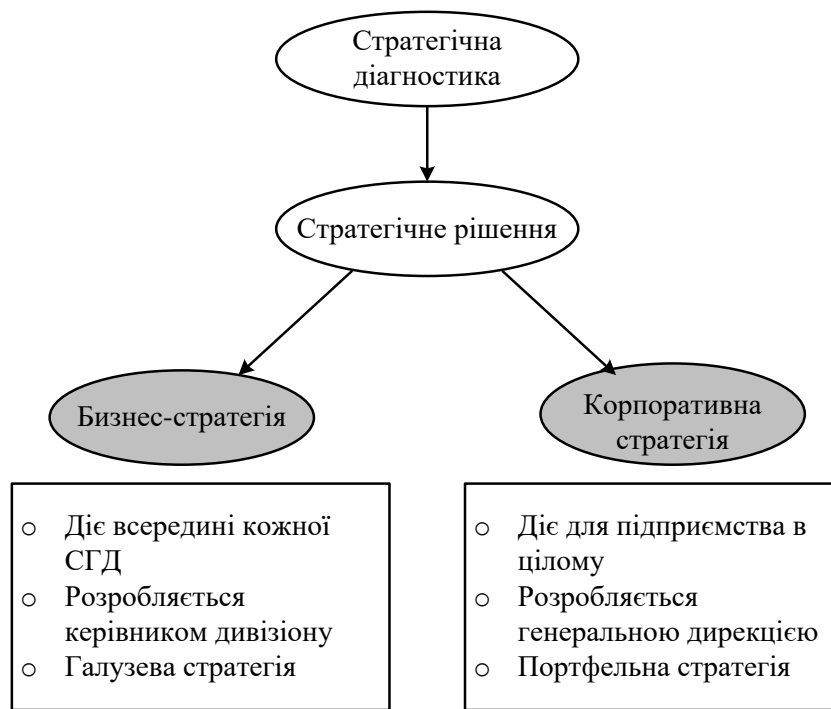 Стратегічна
діагностика
Стратегічне рішення
Бизнес-стратегія
Корпоративна
стратегія
o Діє всередині кожної
СГД
o Розробляється
керівником дивізіону
o Галузева стратегія
o Діє для підприємства в
цілому
o Розробляється
генеральною дирекцією
o Портфельна стратегія